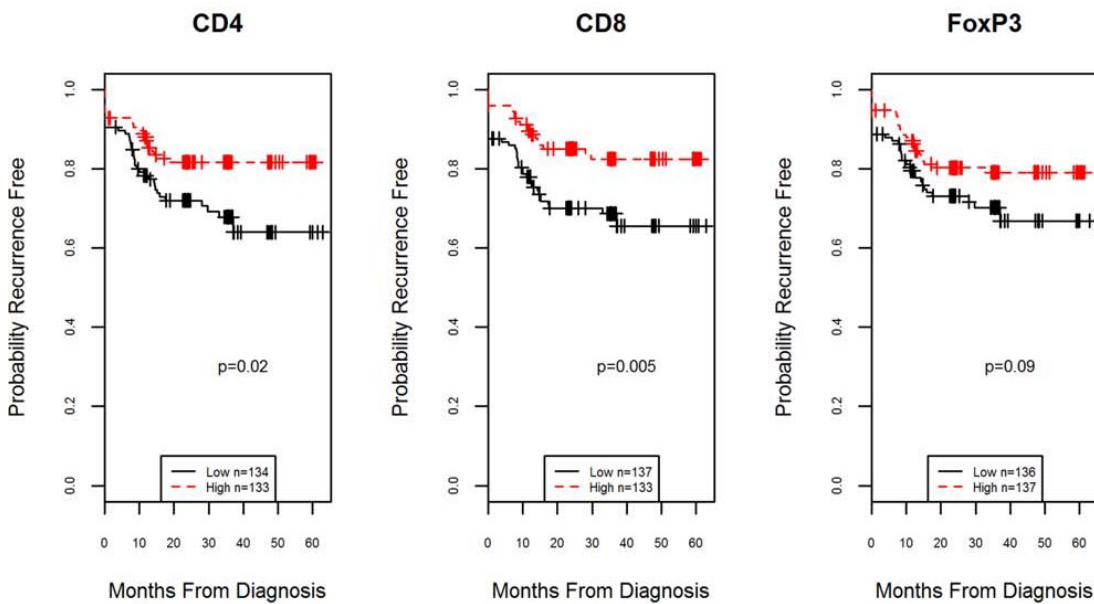 CD4
Probability Recurrence Free
1.0
0.8
0.6
0.4
0.2
0.0
p=0.02
Low n=134
High n=133
0 10 20 30 40 50 60
Months From Diagnosis
CD8
Probability Recurrence Free
1.0
0.8
0.6
0.4
0.2
0.0
p=0.005
Low n=137
High n=133
0 10 20 30 40 50 60
Months From Diagnosis
FoxP3
Probability Recurrence Free
1.0
0.8
0.6
0.4
0.2
0.0
p=0.09
Low n=136
High n=137
0 10 20 30 40 50 60
Months From Diagnosis